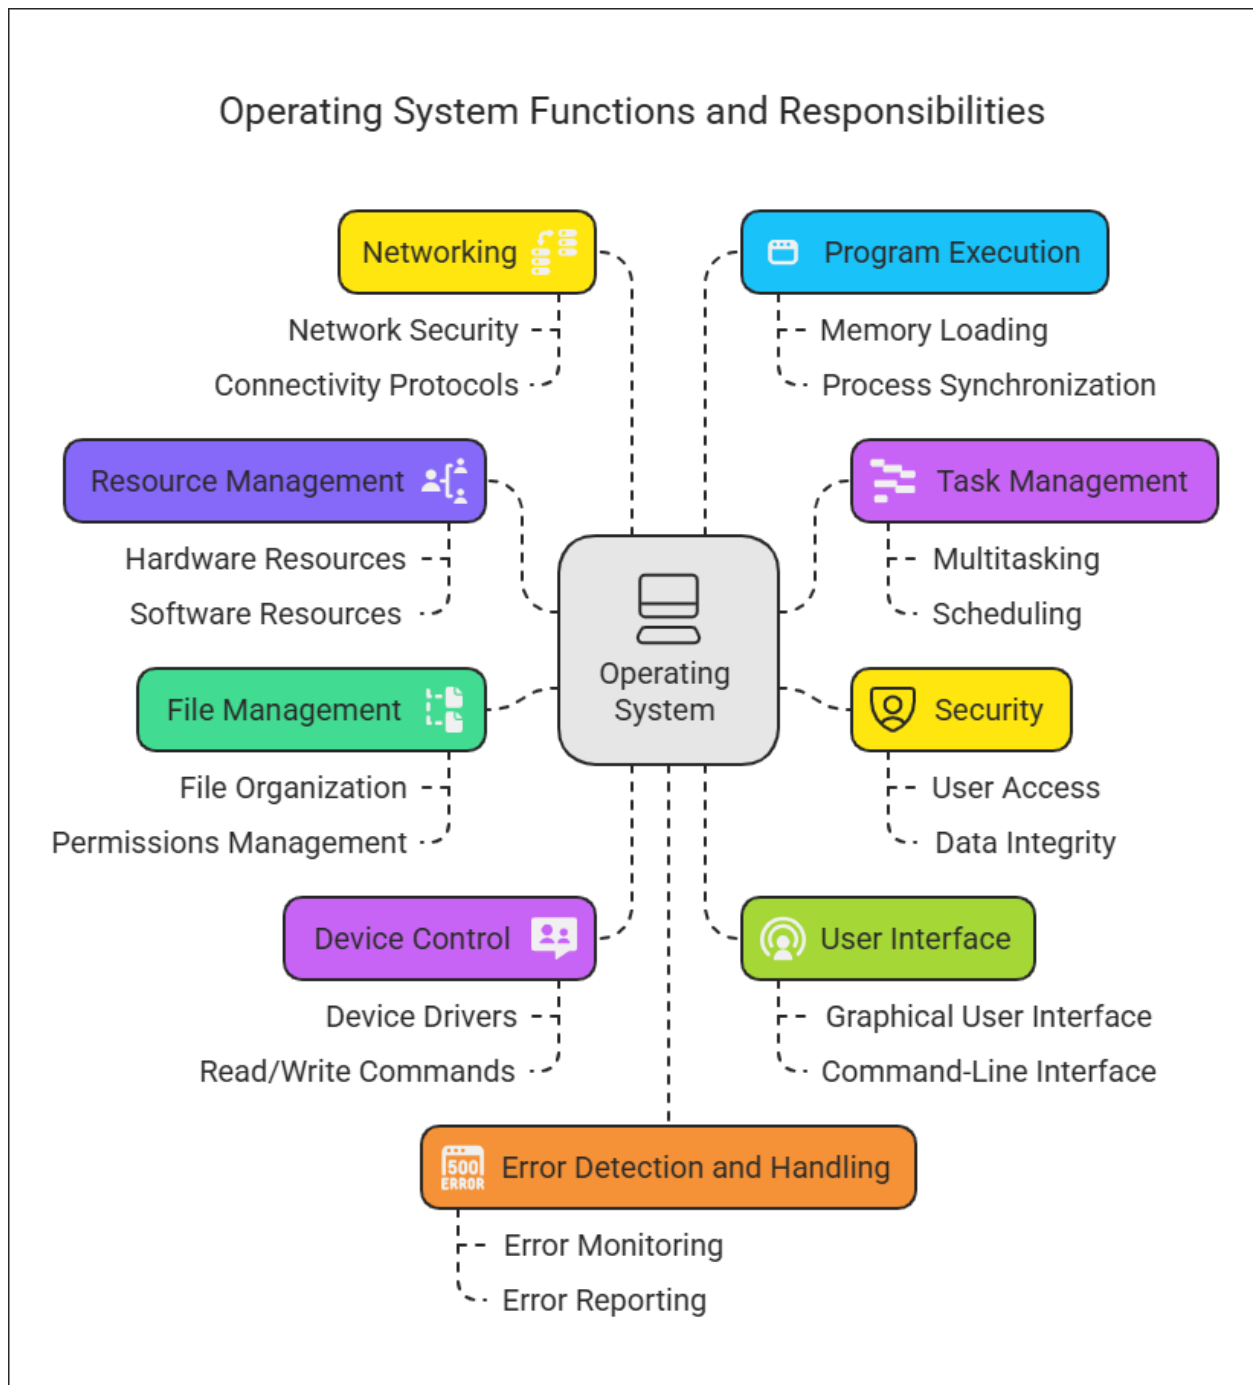 Operating System Functions and Responsibilities
Networking
Network Security
Connectivity Protocols
Program Execution
Memory Loading
Process Synchronization
Resource Management
Hardware Resources
Software Resources
Task Management
Multitasking
Scheduling
Operating
System
File Management
File Organization
Permissions Management
Security
User Access
Data Integrity
Device Control
Device Drivers
Read/Write Commands
User Interface
Graphical User Interface
Command-Line Interface
500
ERROR
Error Detection and Handling
Error Monitoring
Error Reporting